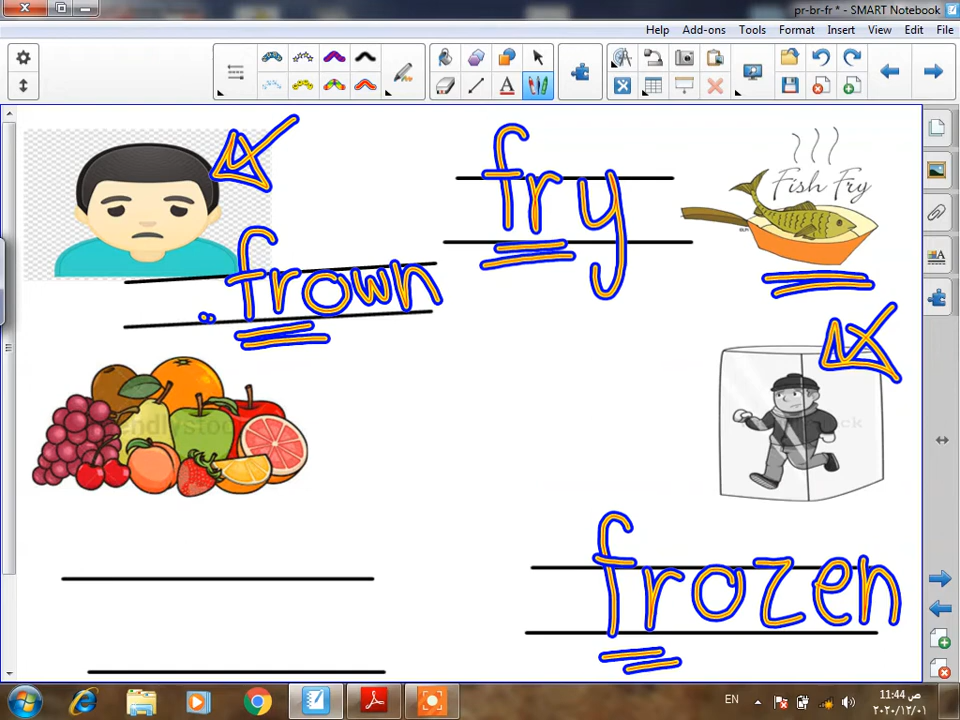 pr-br-fr * - SMART Notebook
Help Add-ons Tools Format Insert View Edit File
fry
Fish Fry
frown
frozen
EN
11:44 ص
٢٠٢٠/١٢/٠١